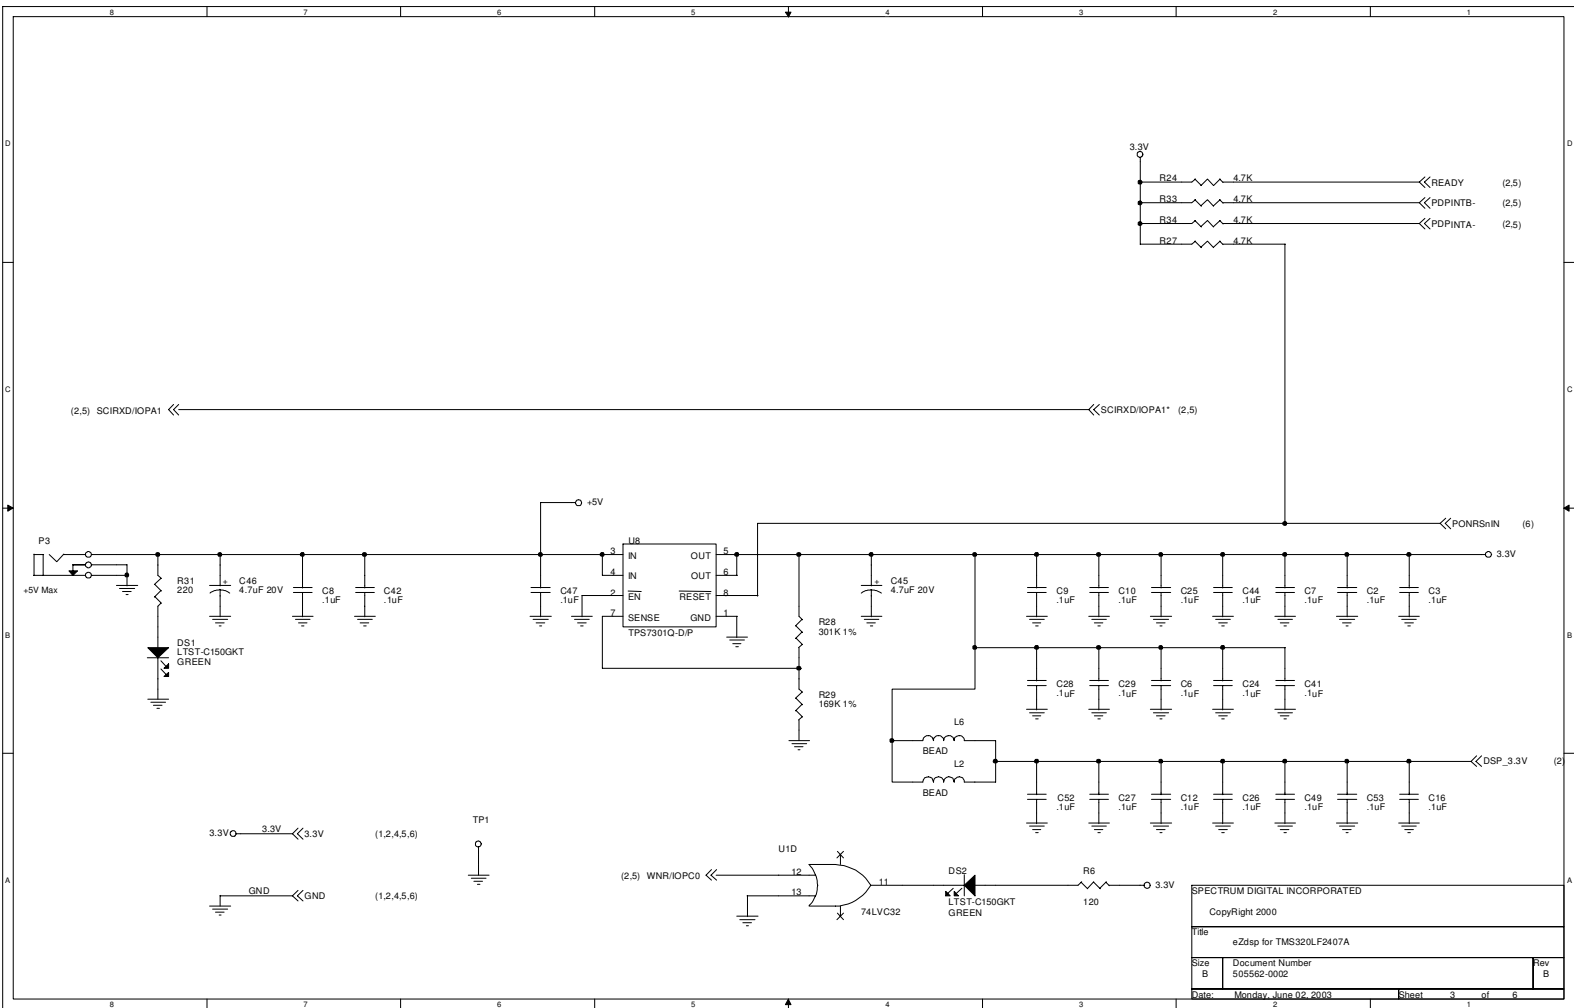 8 7 6 5 4 3 2 1
D D
3.3V
R24 4.7K READY (2,5)
R33 4.7K PDPINTB- (2,5)
R34 4.7K PDPINTA- (2,5)
R27 4.7K
C C
(2,5) SCIRXD/IOPA1 SCIRXD/IOPA1* (2,5)
+5V
PONRSnIN (6)
P3
+5V Max
R31
220
C46
4.7uF 20V
C8
.1uF
C42
.1uF
DS1
LTST-C150GKT
GREEN
C47
.1uF
U8
3 IN OUT 5
4 IN OUT 6
2 EN RESET 8
7 SENSE GND 1
TPS7301Q-D/P
R28
301K 1%
R29
169K 1%
C45
4.7uF 20V
3.3V
C9
.1uF
C10
.1uF
C25
.1uF
C44
.1uF
C7
.1uF
C2
.1uF
C3
.1uF
B B
C28
.1uF
C29
.1uF
C6
.1uF
C24
.1uF
C41
.1uF
L6
BEAD
L2
BEAD
DSP_3.3V (2)
C52
.1uF
C27
.1uF
C12
.1uF
C26
.1uF
C49
.1uF
C53
.1uF
C16
.1uF
3.3V 3.3V 3.3V (1,2,4,5,6)
TP1
GND GND (1,2,4,5,6)
A A
U1D
(2,5) WNR/IOPC0 12
13
11
74LVC32
DS2
LTST-C150GKT
GREEN
R6
120
3.3V
SPECTRUM DIGITAL INCORPORATED
CopyRight 2000
Title
eZdsp for TMS320LF2407A
Size Document Number Rev
B 505562-0002 B
Date: Monday, June 02, 2003 Sheet 3 of 6
8 7 6 5 4 3 2 1